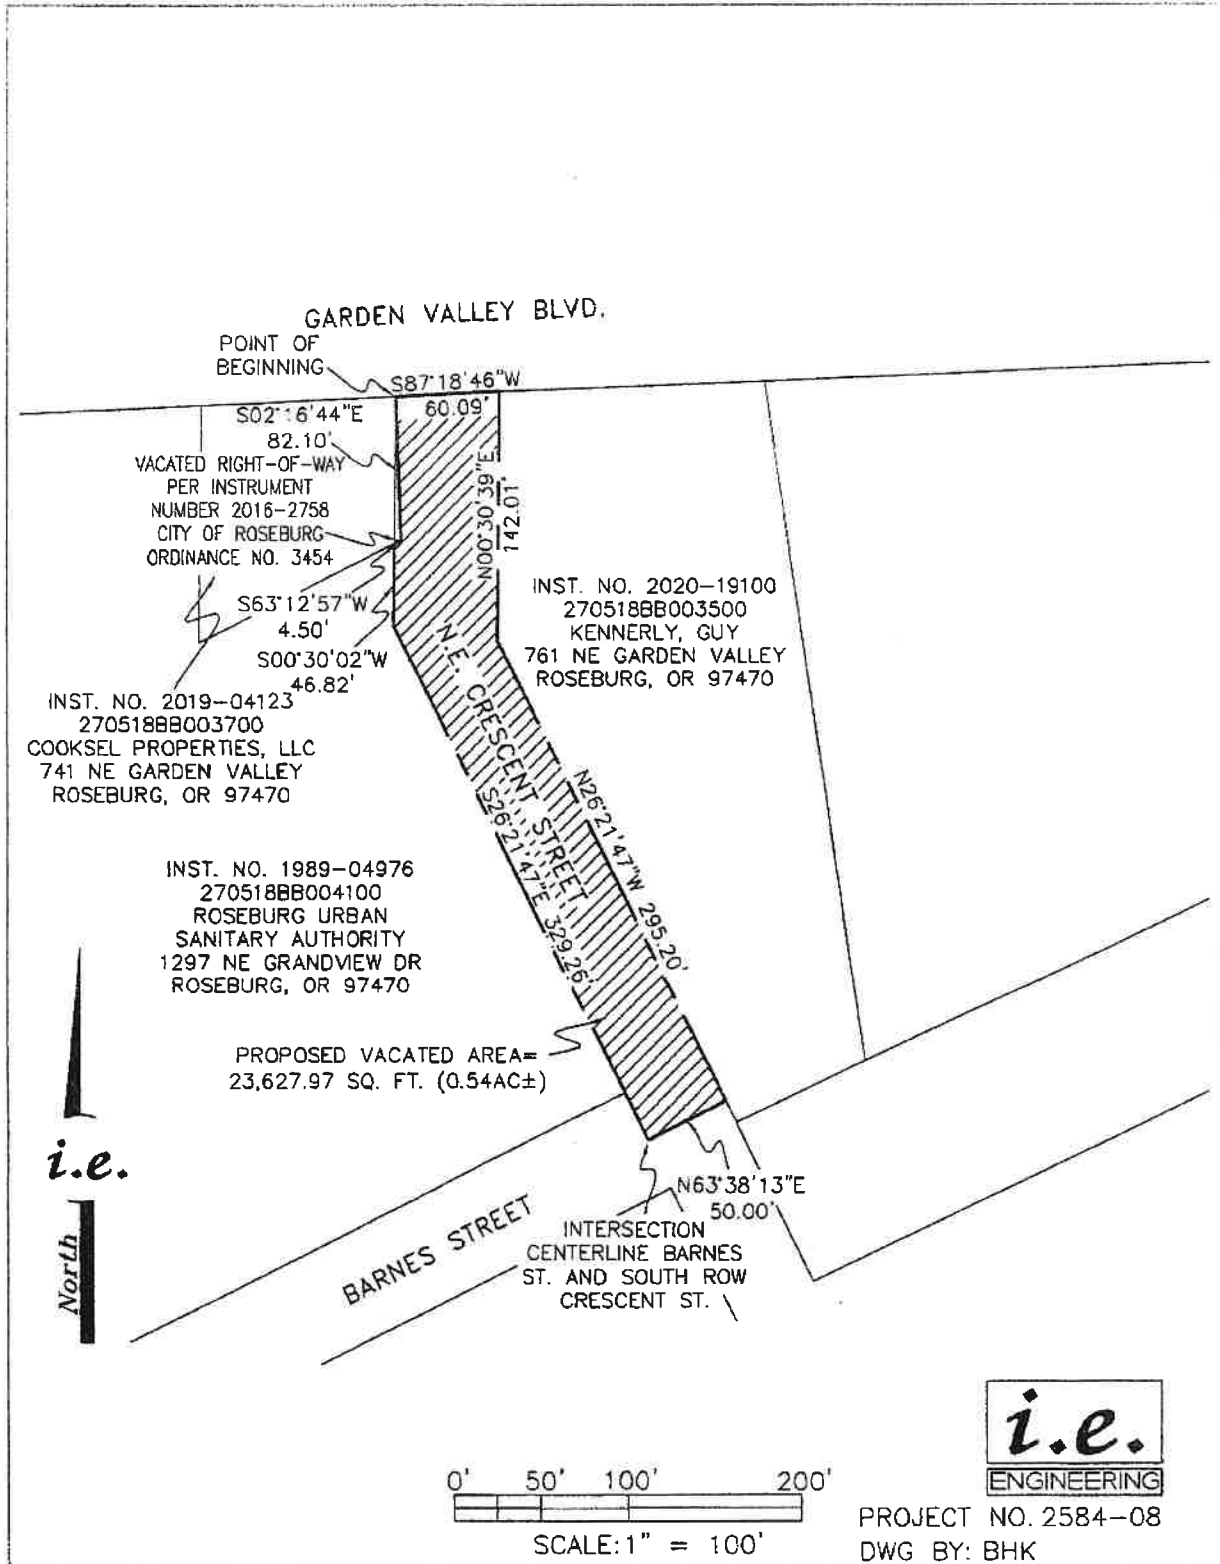 GARDEN VALLEY BLVD.
POINT OF
BEGINNING
S87°18'46"W
60.09'
S02°16'44"E
82.10'
VACATED RIGHT-OF-WAY
PER INSTRUMENT
NUMBER 2016-2758
CITY OF ROSEBURG
ORDINANCE NO. 3454
N00°30'39"E
142.01'
S63°12'57"W
4.50'
S00°30'02"W
46.82'
INST. NO. 2020-19100
270518BB003500
KENNERLY, GUY
761 NE GARDEN VALLEY
ROSEBURG, OR 97470
INST. NO. 2019-04123
270518BB003700
COOKSEL PROPERTIES, LLC
741 NE GARDEN VALLEY
ROSEBURG, OR 97470
N.E. CRESCENT STREET
S26°21'47"E 329.26'
N26°21'47"W 295.20'
INST. NO. 1989-04976
270518BB004100
ROSEBURG URBAN
SANITARY AUTHORITY
1297 NE GRANDVIEW DR
ROSEBURG, OR 97470
PROPOSED VACATED AREA=
23,627.97 SQ. FT. (0.54AC±)
i.e.
North
N63°38'13"E
50.00'
BARNES STREET
INTERSECTION
CENTERLINE BARNES
ST. AND SOUTH ROW
CRESCENT ST.
0' 50' 100' 200'
SCALE: 1" = 100'
i.e.
ENGINEERING
PROJECT NO. 2584-08
DWG BY: BHK